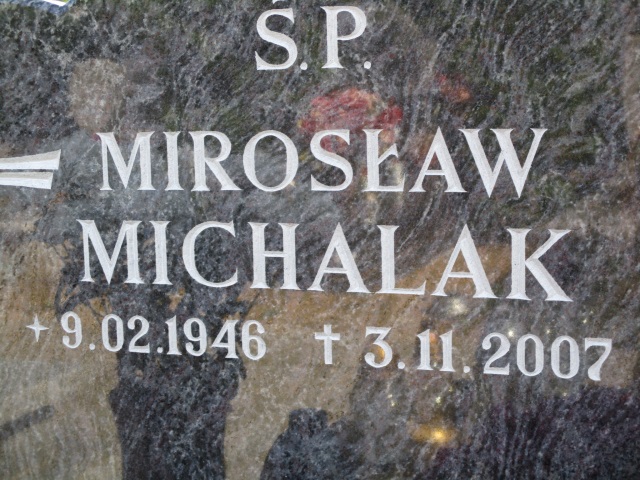 Ś.P.
MIROSŁAW
MICHALAK
9.02.1946 † 3.11.2007